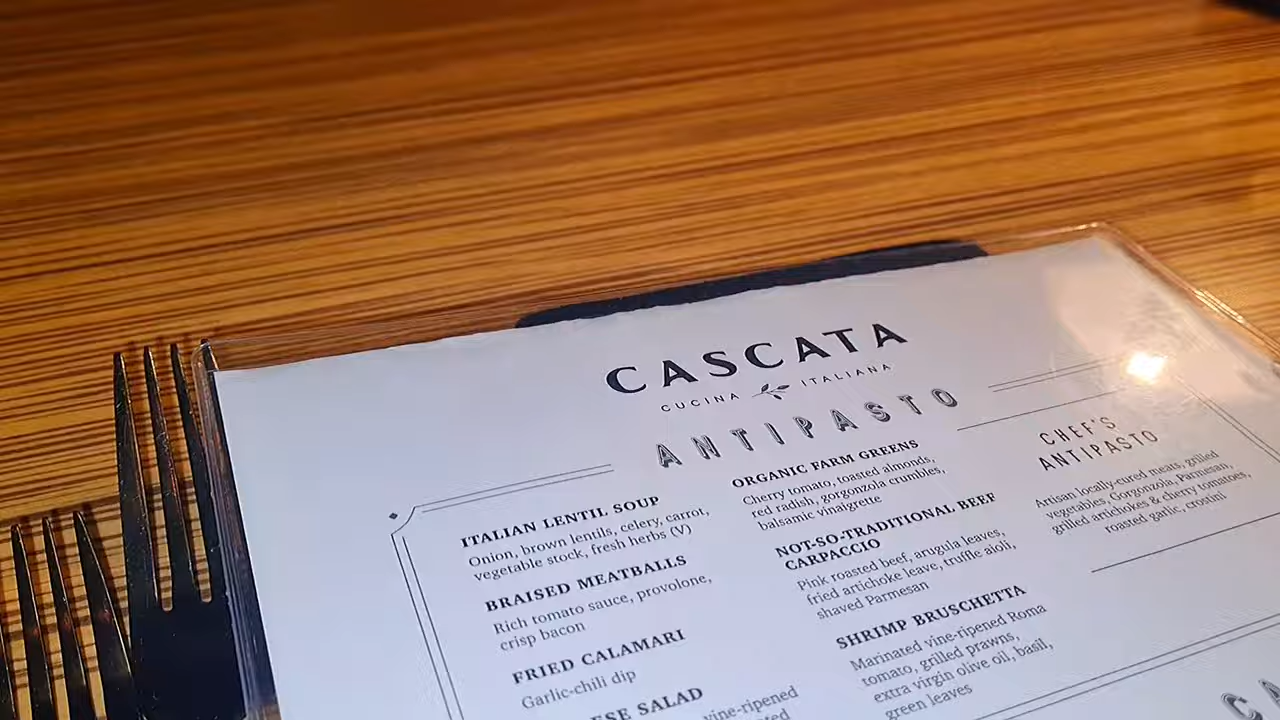 CASCATA
CUCINA ITALIANA
ANTIPASTO
ITALIAN LENTIL SOUP
Onion, brown lentils, celery, carrot,
vegetable stock, fresh herbs (V)
BRAISED MEATBALLS
Rich tomato sauce, provolone,
crisp bacon
FRIED CALAMARI
Garlic-chili dip
ESE SALAD
vine-ripened
ORGANIC FARM GREENS
Cherry tomato, toasted almonds,
red radish, gorgonzola crumbles,
balsamic vinaigrette
NOT-SO-TRADITIONAL BEEF
CARPACCIO
Pink roasted beef, arugula leaves,
fried artichoke leave, truffle aioli,
shaved Parmesan
SHRIMP BRUSCHETTA
Marinated vine-ripened Roma
tomato, grilled prawns,
extra virgin olive oil, basil,
green leaves
CHEF'S
ANTIPASTO
Artisan locally-cured meats, grilled
vegetables, Gorgonzola, Parmesan,
grilled artichokes & cherry tomatoes,
roasted garlic, crostini